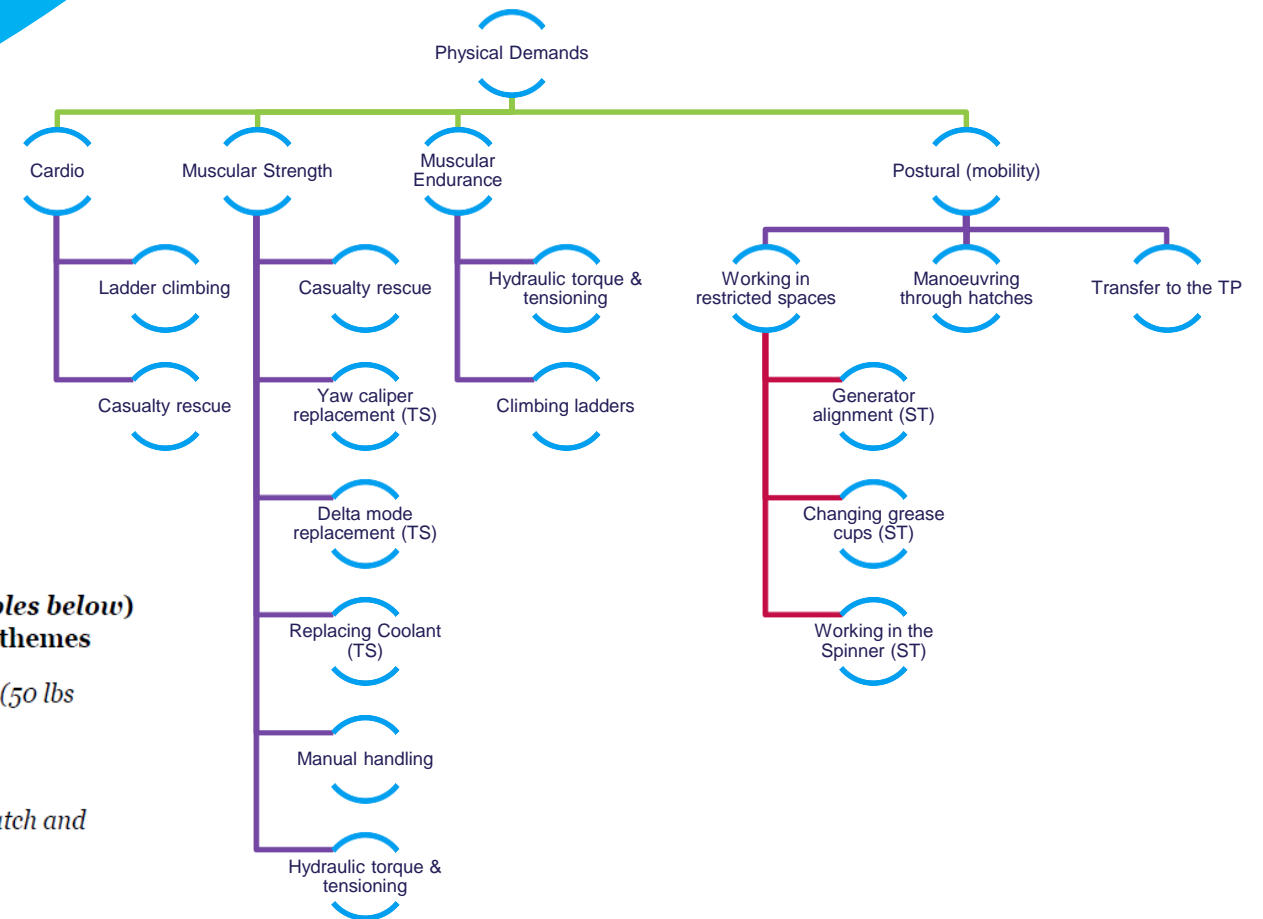 Physical Demands
Cardio
Muscular Strength
Muscular
Endurance
Postural (mobility)
Ladder climbing
Casualty rescue
Casualty rescue
Yaw caliper
replacement (TS)
Delta mode
replacement (TS)
Replacing Coolant
(TS)
Manual handling
Hydraulic torque &
tensioning
Hydraulic torque &
tensioning
Climbing ladders
Working in
restricted spaces
Manoeuvring
through hatches
Transfer to the TP
Generator
alignment (ST)
Changing grease
cups (ST)
Working in the
Spinner (ST)
below)
themes
(50 lbs
and